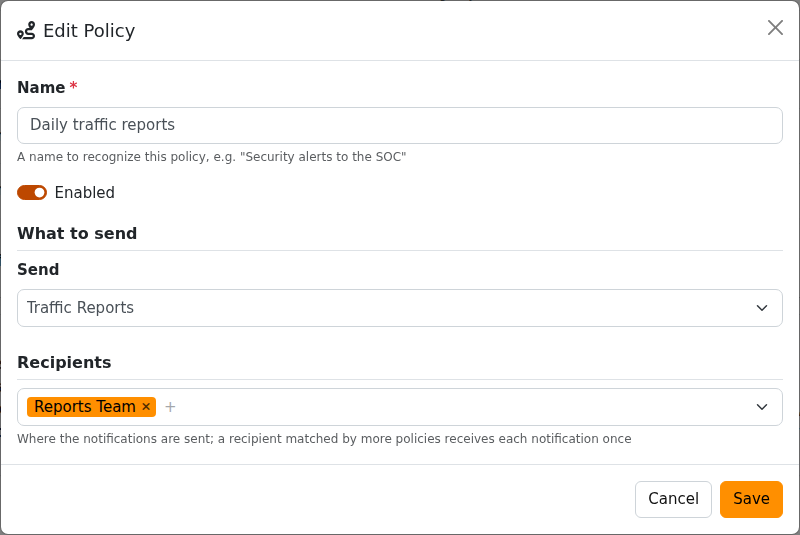 Edit Policy
Name *
Daily traffic reports
A name to recognize this policy, e.g. "Security alerts to the SOC"
Enabled
What to send
Send
Traffic Reports
Recipients
Reports Team × +
Where the notifications are sent; a recipient matched by more policies receives each notification once
Cancel Save